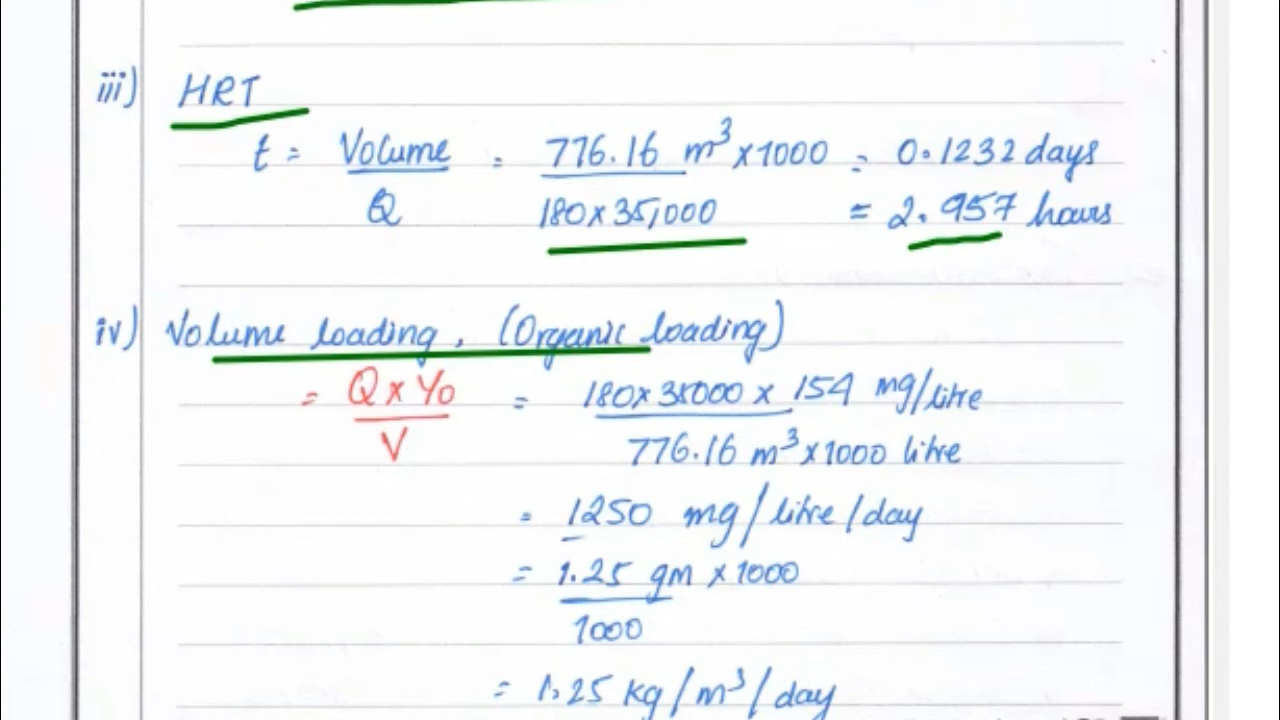 iii) HRT
t = Volume / Q = 776.16 m³ x 1000 / 180 x 35,000 = 0.1232 days
= 2.957 hours
iv) Volume loading, (Organic loading)
= Q x Y₀ / V = 180 x 35000 x 154 mg/litre / 776.16 m³ x 1000 litre
= 1250 mg/litre/day
= 1.25 gm x 1000 / 1000
= 1.25 kg/m³/day